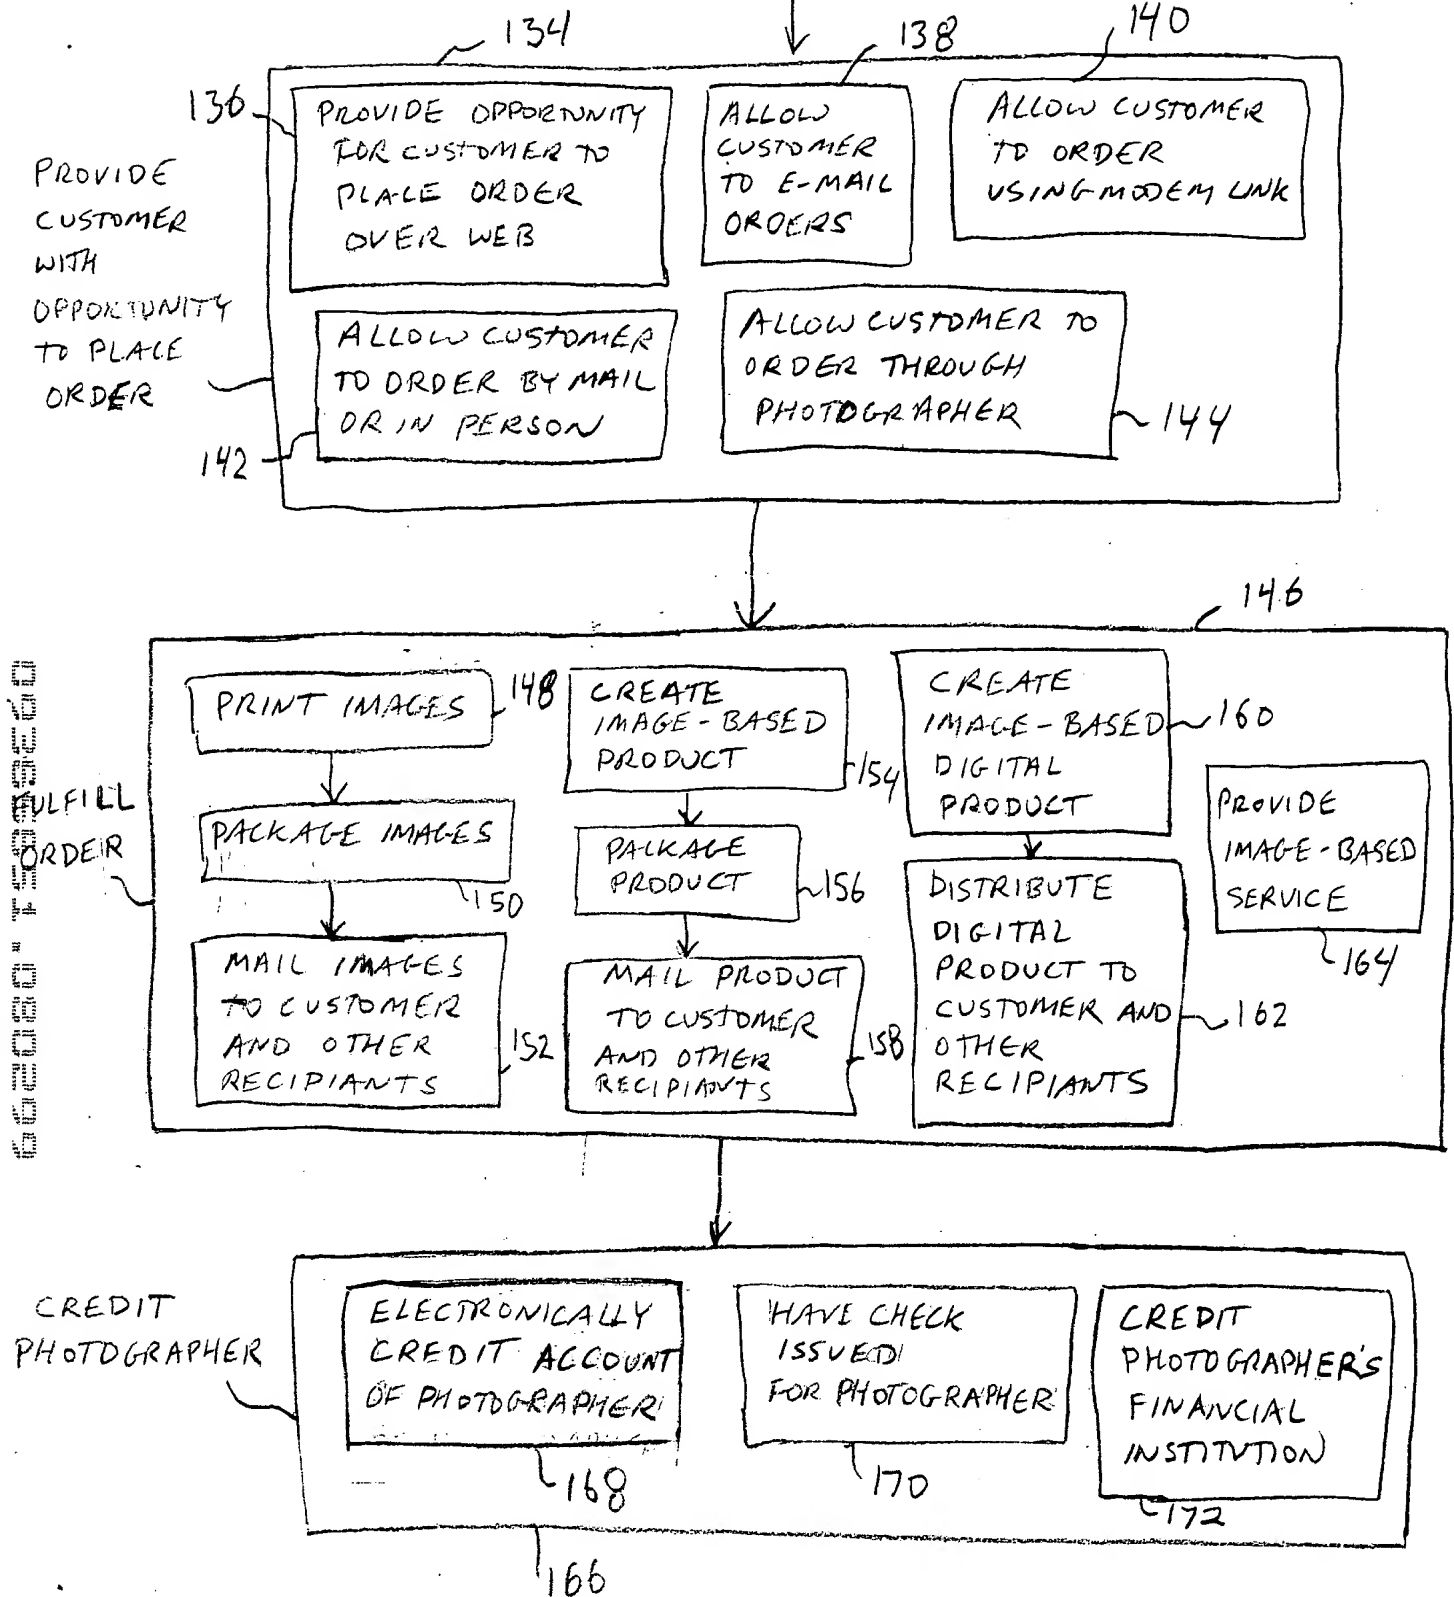 134
138
140
136
PROVIDE OPPORTUNITY
FOR CUSTOMER TO
PLACE ORDER
OVER WEB
ALLOW
CUSTOMER
TO E-MAIL
ORDERS
ALLOW CUSTOMER
TO ORDER
USING MODEM LINK
PROVIDE
CUSTOMER
WITH
OPPORTUNITY
TO PLACE
ORDER
ALLOW CUSTOMER
TO ORDER BY MAIL
OR IN PERSON
142
ALLOW CUSTOMER TO
ORDER THROUGH
PHOTOGRAPHER
144
146
FULFILL
ORDER
PRINT IMAGES
148
PACKAGE IMAGES
150
MAIL IMAGES
TO CUSTOMER
AND OTHER
RECIPIANTS
152
CREATE
IMAGE-BASED
PRODUCT
154
PACKAGE
PRODUCT
156
MAIL PRODUCT
TO CUSTOMER
AND OTHER
RECIPIANTS
158
CREATE
IMAGE-BASED
DIGITAL
PRODUCT
160
DISTRIBUTE
DIGITAL
PRODUCT TO
CUSTOMER AND
OTHER
RECIPIANTS
162
PROVIDE
IMAGE-BASED
SERVICE
164
CREDIT
PHOTOGRAPHER
ELECTRONICALLY
CREDIT ACCOUNT
OF PHOTOGRAPHER
168
HAVE CHECK
ISSUED
FOR PHOTOGRAPHER
170
CREDIT
PHOTOGRAPHER'S
FINANCIAL
INSTITUTION
172
166